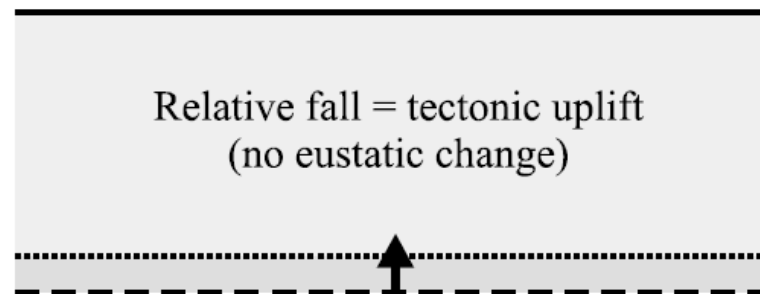 Relative fall = tectonic uplift
(no eustatic change)